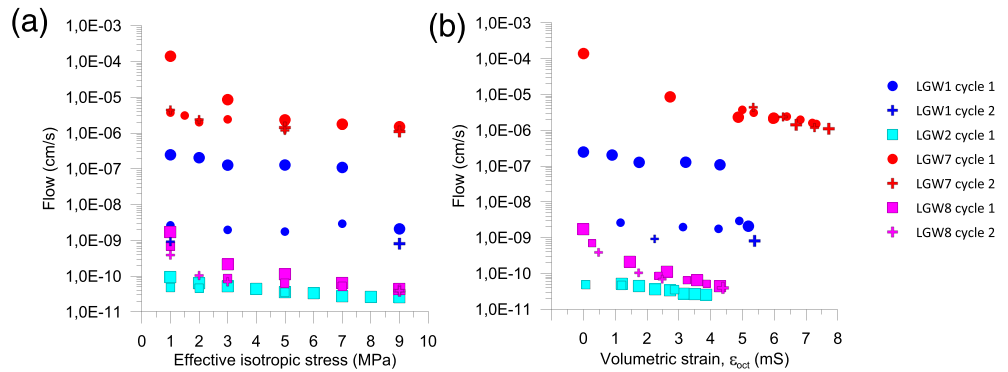 (a)
1,0E-03
1,0E-04
1,0E-05
1,0E-06
1,0E-07
1,0E-08
1,0E-09
1,0E-10
1,0E-11
Flow (cm/s)
0 1 2 3 4 5 6 7 8 9 10
Effective isotropic stress (MPa)
(b)
1,0E-03
1,0E-04
1,0E-05
1,0E-06
1,0E-07
1,0E-08
1,0E-09
1,0E-10
1,0E-11
Flow (cm/s)
0 1 2 3 4 5 6 7 8
Volumetric strain, εoct (mS)
LGW1 cycle 1
LGW1 cycle 2
LGW2 cycle 1
LGW7 cycle 1
LGW7 cycle 2
LGW8 cycle 1
LGW8 cycle 2